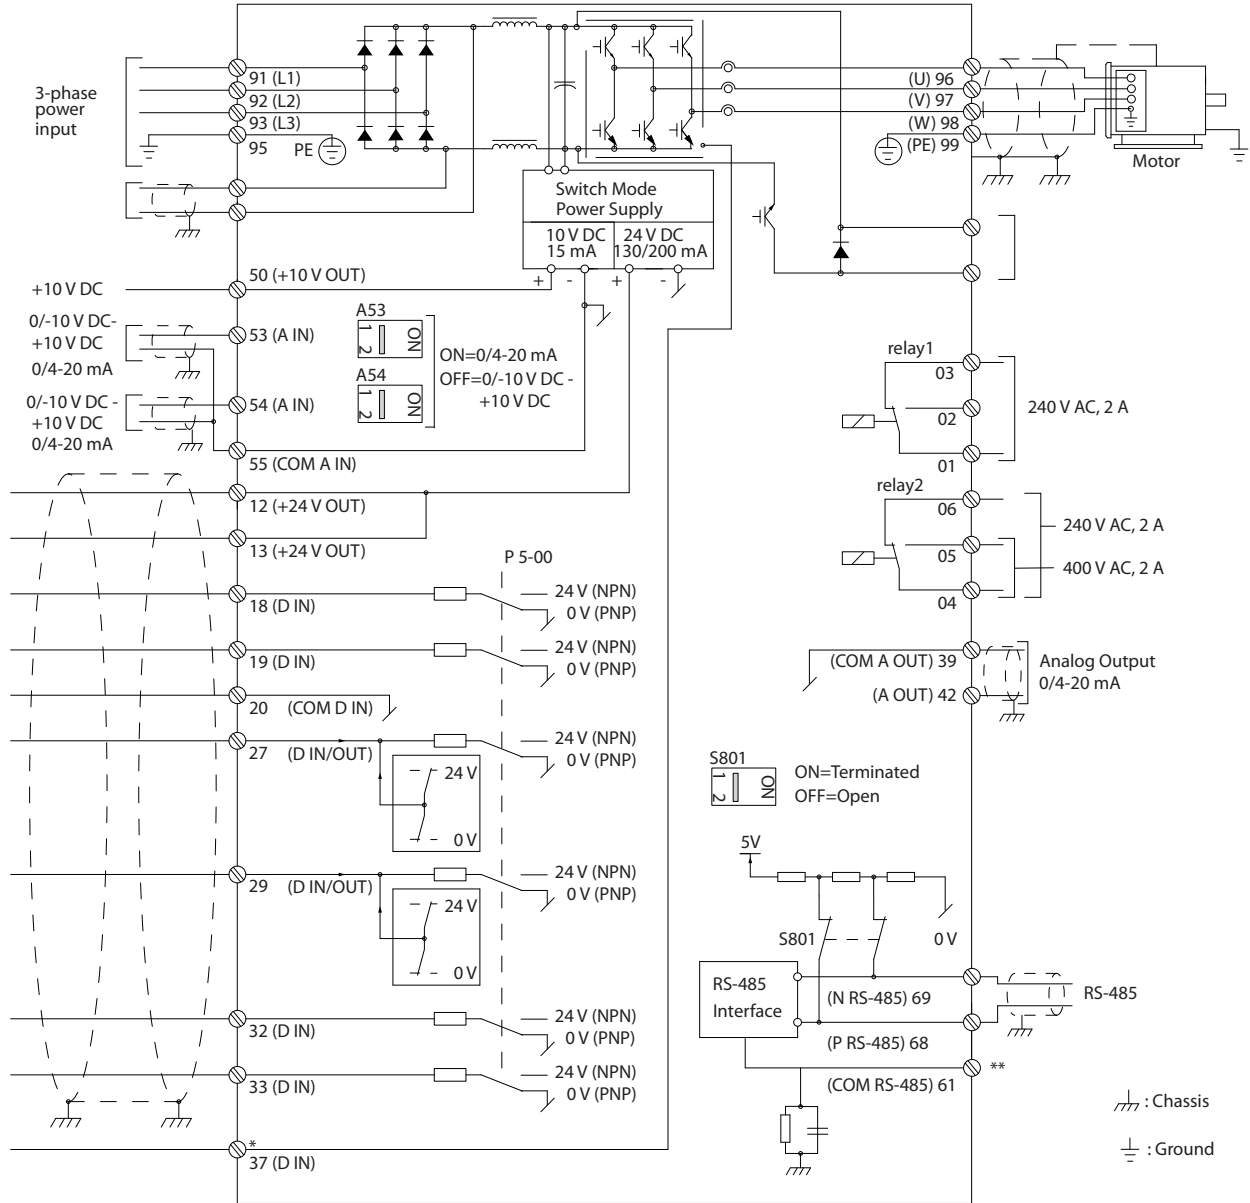 3-phase
power
input
91 (L1)
92 (L2)
93 (L3)
95
PE
(U) 96
(V) 97
(W) 98
(PE) 99
Motor
Switch Mode
Power Supply
10 V DC
15 mA
24 V DC
130/200 mA
+ - + -
+10 V DC
50 (+10 V OUT)
0/-10 V DC-
+10 V DC
0/4-20 mA
53 (A IN)
0/-10 V DC -
+10 V DC
0/4-20 mA
54 (A IN)
55 (COM A IN)
A53
1
2
ON
A54
1
2
ON
ON=0/4-20 mA
OFF=0/-10 V DC -
+10 V DC
relay1
03
02
01
240 V AC, 2 A
relay2
06
05
04
240 V AC, 2 A
400 V AC, 2 A
12 (+24 V OUT)
13 (+24 V OUT)
P 5-00
18 (D IN)
24 V (NPN)
0 V (PNP)
19 (D IN)
24 V (NPN)
0 V (PNP)
20 (COM D IN)
27 (D IN/OUT)
24 V (NPN)
0 V (PNP)
24 V
0 V
29 (D IN/OUT)
24 V (NPN)
0 V (PNP)
24 V
0 V
32 (D IN)
24 V (NPN)
0 V (PNP)
33 (D IN)
24 V (NPN)
0 V (PNP)
*
37 (D IN)
(COM A OUT) 39
(A OUT) 42
Analog Output
0/4-20 mA
S801
1
2
ON
ON=Terminated
OFF=Open
5V
S801
0 V
RS-485
Interface
(N RS-485) 69
(P RS-485) 68
(COM RS-485) 61
RS-485
**
: Chassis
: Ground